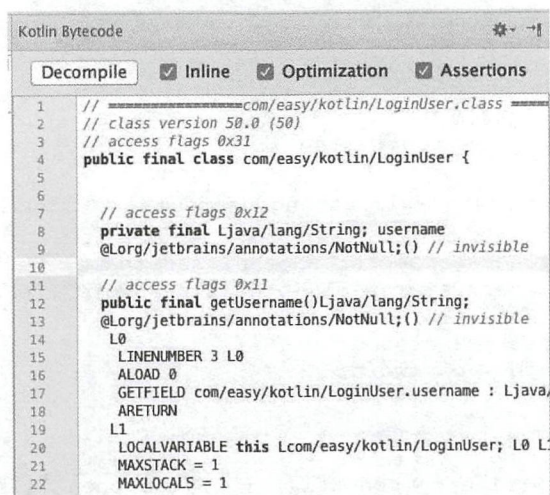 Kotlin Bytecode
Decompile Inline Optimization Assertions
1 // =================com/easy/kotlin/LoginUser.class =====
2 // class version 50.0 (50)
3 // access flags 0x31
4 public final class com/easy/kotlin/LoginUser {
5
6
7 // access flags 0x12
8 private final Ljava/lang/String; username
9 @Lorg/jetbrains/annotations/NotNull;() // invisible
10
11 // access flags 0x11
12 public final getUsername()Ljava/lang/String;
13 @Lorg/jetbrains/annotations/NotNull;() // invisible
14 L0
15 LINENUMBER 3 L0
16 ALOAD 0
17 GETFIELD com/easy/kotlin/LoginUser.username : Ljava/
18 ARETURN
19 L1
20 LOCALVARIABLE this Lcom/easy/kotlin/LoginUser; L0 L1
21 MAXSTACK = 1
22 MAXLOCALS = 1